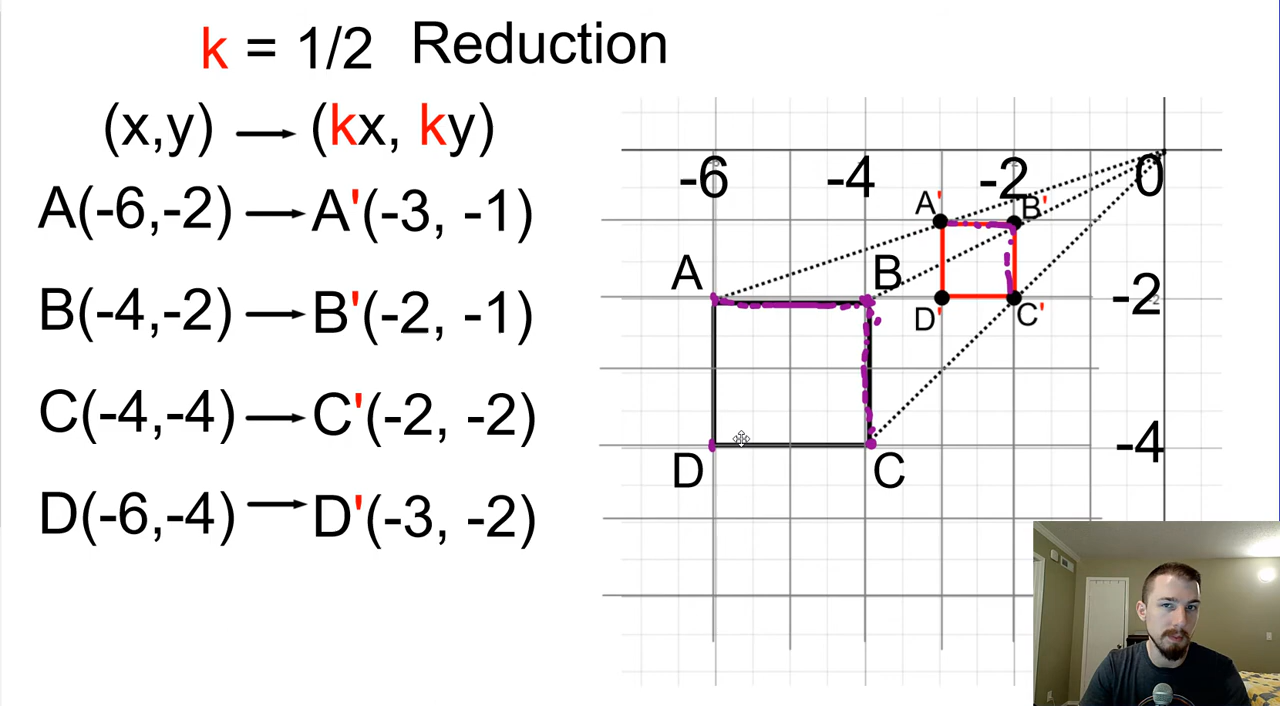 k = 1/2 Reduction
(x,y) → (kx, ky)
A(-6,-2) → A'(-3, -1)
B(-4,-2) → B'(-2, -1)
C(-4,-4) → C'(-2, -2)
D(-6,-4) → D'(-3, -2)
-6 -4 -2 0
A' B'
A B
-2
-2
D' C'
D C
-4